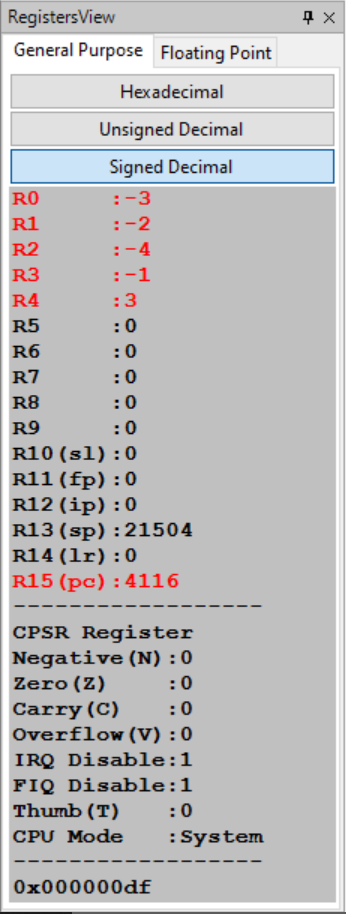 RegistersView
General Purpose Floating Point
Hexadecimal
Unsigned Decimal
Signed Decimal
R0 :-3
R1 :-2
R2 :-4
R3 :-1
R4 :3
R5 :0
R6 :0
R7 :0
R8 :0
R9 :0
R10(sl):0
R11(fp):0
R12(ip):0
R13(sp):21504
R14(lr):0
R15(pc):4116
-------------------
CPSR Register
Negative(N):0
Zero(Z) :0
Carry(C) :0
Overflow(V):0
IRQ Disable:1
FIQ Disable:1
Thumb(T) :0
CPU Mode :System
-------------------
0x000000df